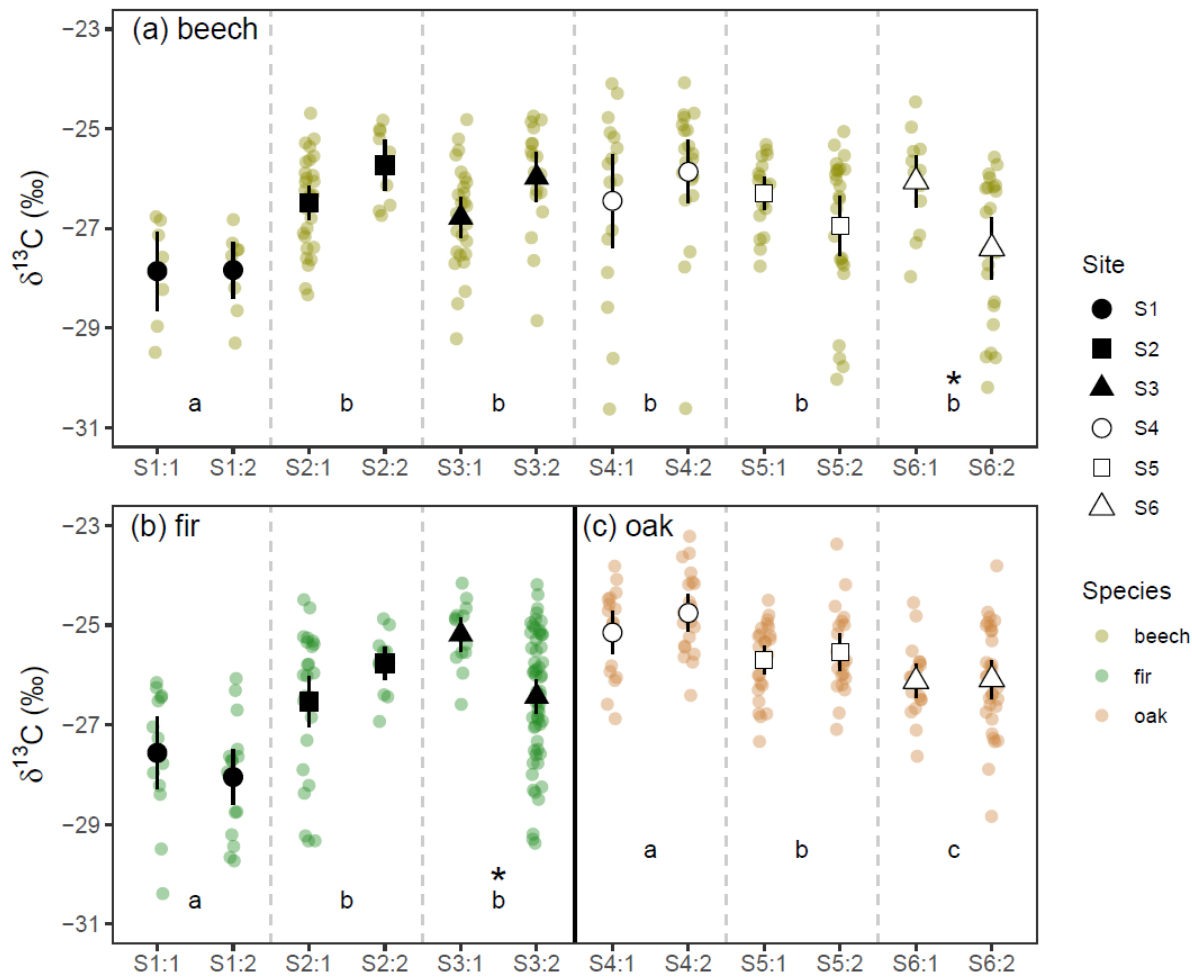 (a) beech
−23
−25
−27
−29
−31
δ¹³C (‰)
*
a b b b b b
S1:1 S1:2 S2:1 S2:2 S3:1 S3:2 S4:1 S4:2 S5:1 S5:2 S6:1 S6:2
(b) fir
(c) oak
−23
−25
−27
−29
−31
δ¹³C (‰)
a b c
*
a b b
S1:1 S1:2 S2:1 S2:2 S3:1 S3:2 S4:1 S4:2 S5:1 S5:2 S6:1 S6:2
Site
S1
S2
S3
S4
S5
S6
Species
beech
fir
oak